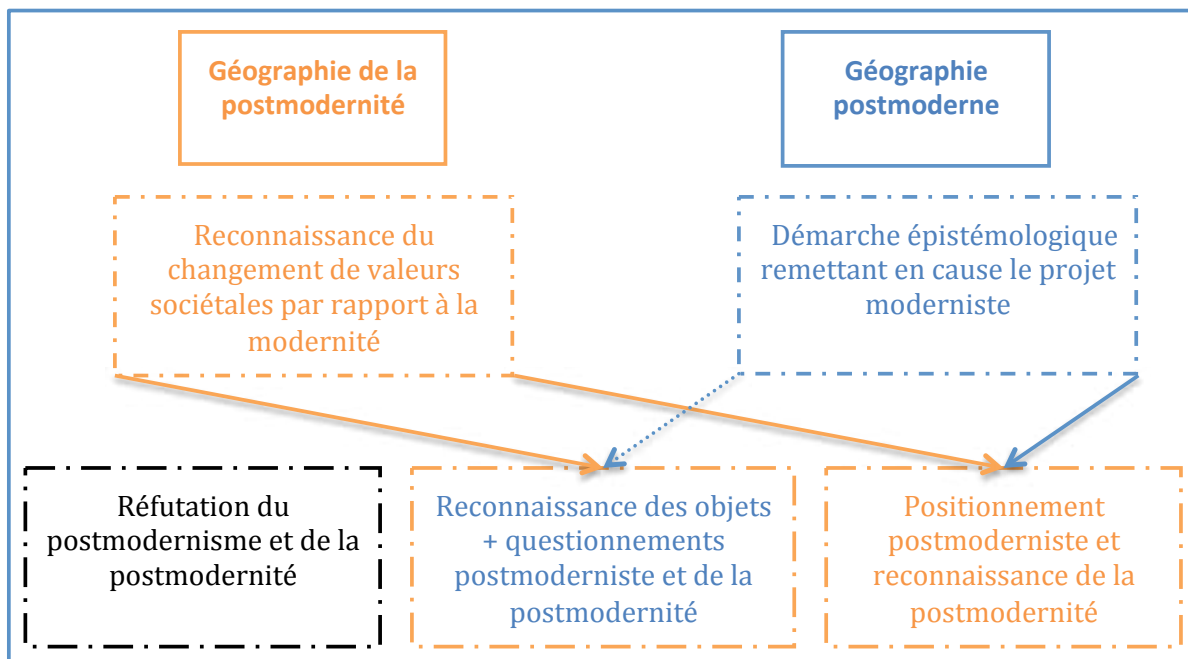 Géographie de la
postmodernité
Géographie
postmoderne
Reconnaissance du
changement de valeurs
sociétales par rapport à la
modernité
Démarche épistémologique
remettant en cause le projet
moderniste
Réfutation du
postmodernisme et de la
postmodernité
Reconnaissance des objets
+ questionnements
postmoderniste et de la
postmodernité
Positionnement
postmoderniste et
reconnaissance de la
postmodernité